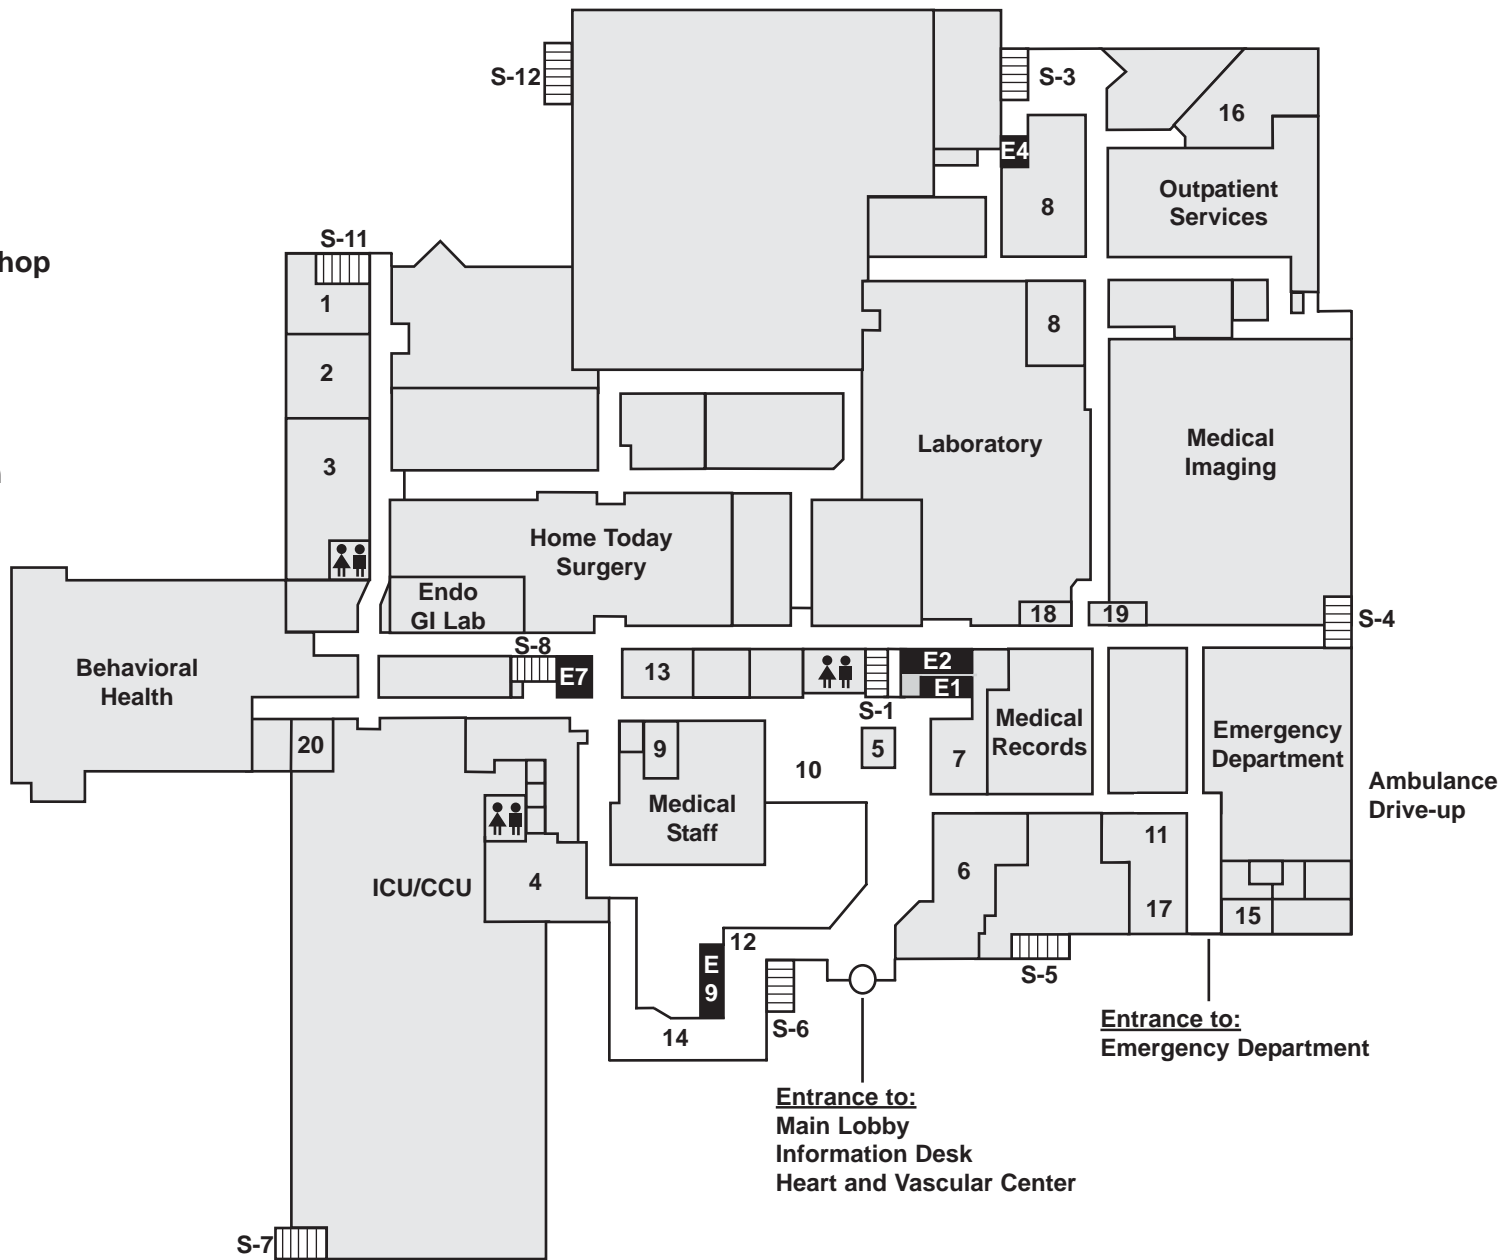 S-12
S-3
16
E4
Outpatient
Services
8
S-11
hop
1
8
2
Laboratory
Medical
Imaging
3
Home Today
Surgery
Endo
GI Lab
18
19
S-4
S-8
Behavioral
Health
E7
13
E2
E1
S-1
Medical
Records
Emergency
Department
20
9
5
7
10
Ambulance
Drive-up
Medical
Staff
11
6
ICU/CCU
4
17
15
12
E
9
S-5
S-6
14
Entrance to:
Emergency Department
Entrance to:
Main Lobby
Information Desk
Heart and Vascular Center
S-7